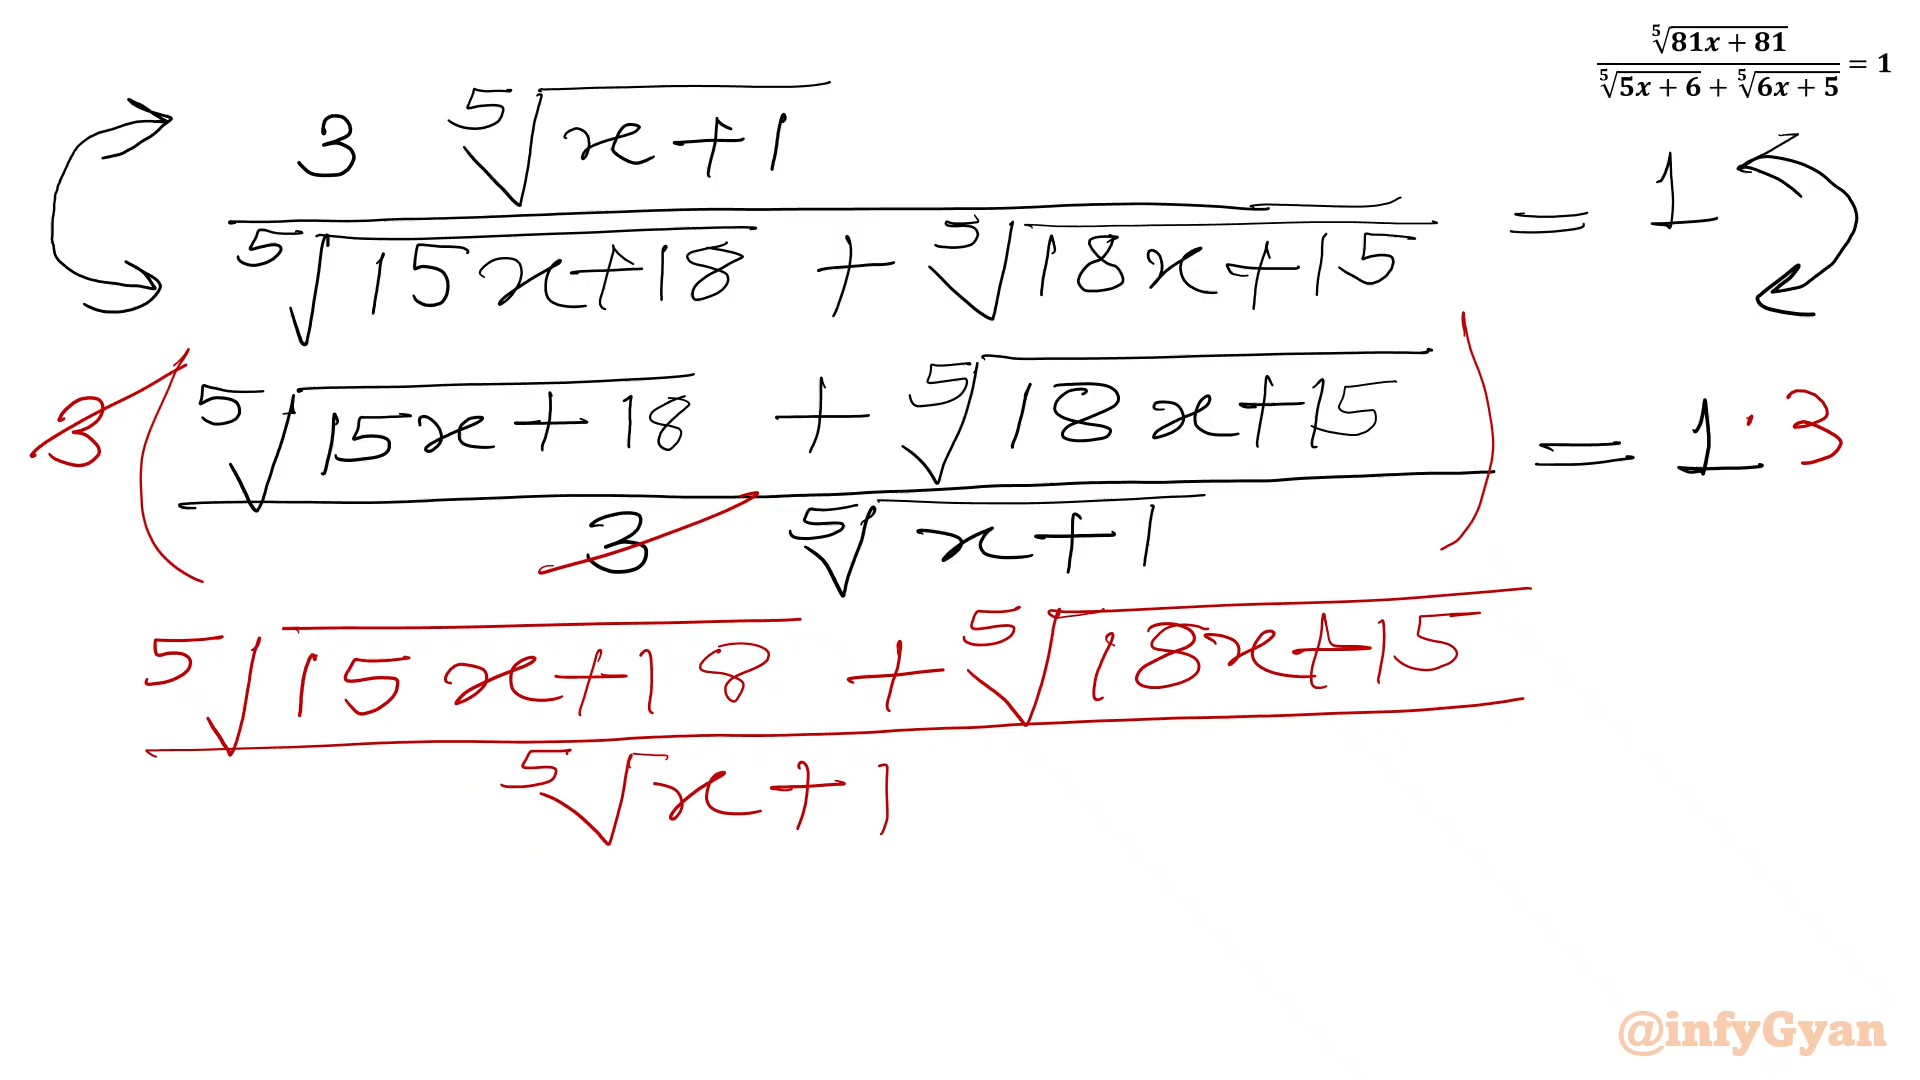 ⁵√(81x + 81) / (⁵√(5x + 6) + ⁵√(6x + 5)) = 1
3 ⁵√(x+1) / (⁵√(15x+18) + ⁵√(18x+15)) = 1
3 ( (⁵√(15x+18) + ⁵√(18x+15)) / (3 ⁵√(x+1)) ) = 1·3
(⁵√(15x+18) + ⁵√(18x+15)) / ⁵√(x+1)
@infyGyan